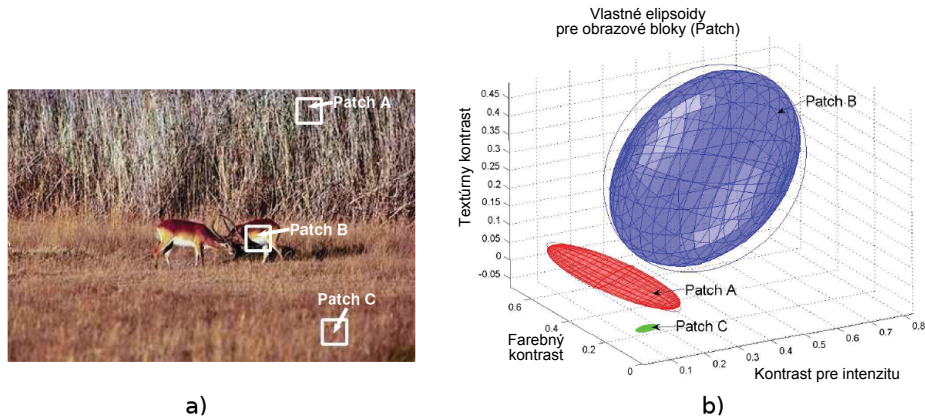 Patch A
Patch B
Patch C
a)
Vlastné elipsoidy
pre obrazové bloky (Patch)
Textúrny kontrast
0.45
0.4
0.35
0.3
0.25
0.2
0.15
0.1
0.05
0
-0.05
Patch B
Patch A
Patch C
0.6
0.4
0.2
0
Farebný
kontrast
0.1
0.2
0.3
0.4
0.5
0.6
0.7
0.8
Kontrast pre intenzitu
b)